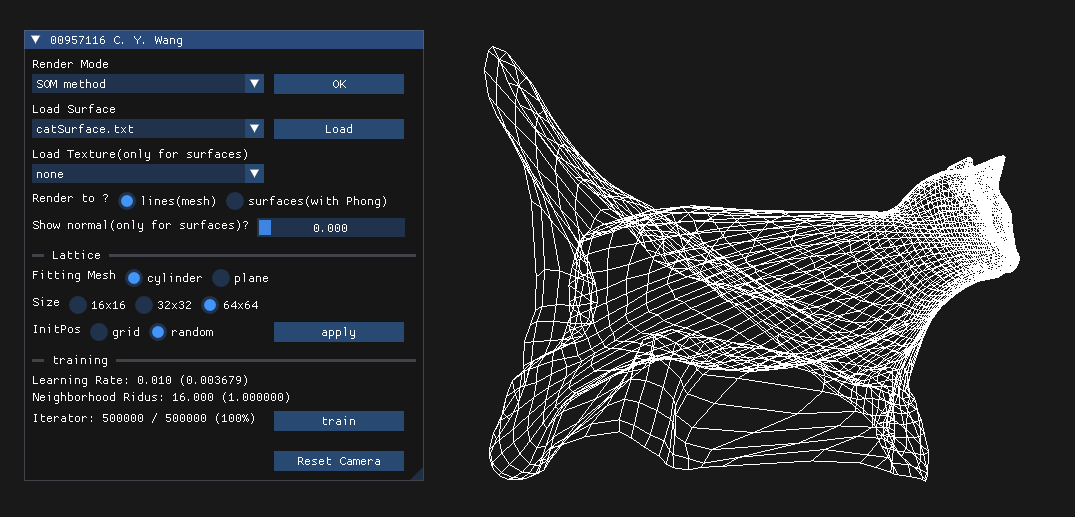 00957116 C. Y. Wang
Render Mode
SOM method
OK
Load Surface
catSurface.txt
Load
Load Texture(only for surfaces)
none
Render to ? lines(mesh) surfaces(with Phong)
Show normal(only for surfaces)? 0.000
Lattice
Fitting Mesh cylinder plane
Size 16x16 32x32 64x64
InitPos grid random apply
training
Learning Rate: 0.010 (0.003679)
Neighborhood Ridus: 16.000 (1.000000)
Iterator: 500000 / 500000 (100%) train
Reset Camera